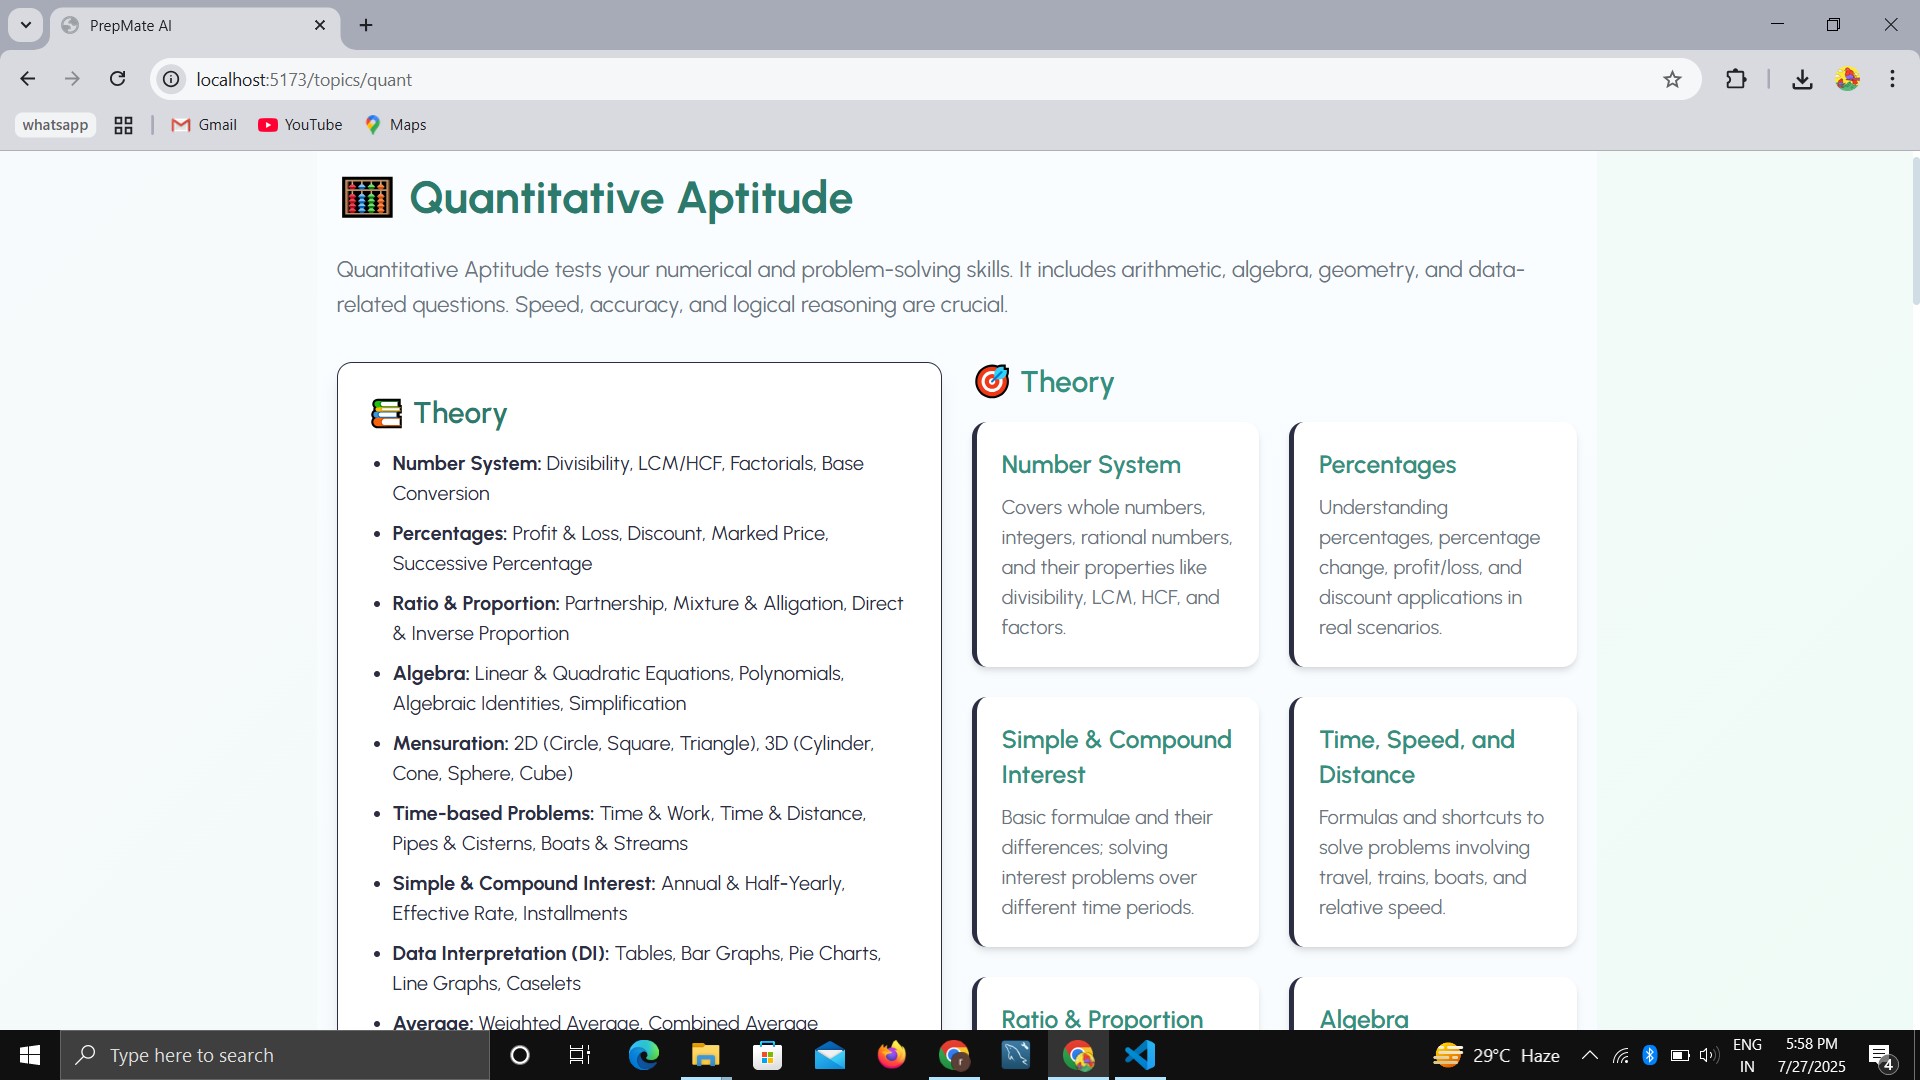 PrepMate AI
localhost:5173/topics/quant
whatsapp
Gmail
YouTube
Maps
Quantitative Aptitude
Quantitative Aptitude tests your numerical and problem-solving skills. It includes arithmetic, algebra, geometry, and data-
related questions. Speed, accuracy, and logical reasoning are crucial.
Theory
• Number System: Divisibility, LCM/HCF, Factorials, Base
Conversion
• Percentages: Profit & Loss, Discount, Marked Price,
Successive Percentage
• Ratio & Proportion: Partnership, Mixture & Alligation, Direct
& Inverse Proportion
• Algebra: Linear & Quadratic Equations, Polynomials,
Algebraic Identities, Simplification
• Mensuration: 2D (Circle, Square, Triangle), 3D (Cylinder,
Cone, Sphere, Cube)
• Time-based Problems: Time & Work, Time & Distance,
Pipes & Cisterns, Boats & Streams
• Simple & Compound Interest: Annual & Half-Yearly,
Effective Rate, Installments
• Data Interpretation (DI): Tables, Bar Graphs, Pie Charts,
Line Graphs, Caselets
• Average: Weighted Average, Combined Average
Theory
Number System
Covers whole numbers,
integers, rational numbers,
and their properties like
divisibility, LCM, HCF, and
factors.
Percentages
Understanding
percentages, percentage
change, profit/loss, and
discount applications in
real scenarios.
Simple & Compound
Interest
Basic formulae and their
differences; solving
interest problems over
different time periods.
Time, Speed, and
Distance
Formulas and shortcuts to
solve problems involving
travel, trains, boats, and
relative speed.
Ratio & Proportion
Algebra
Type here to search
29°C Haze
ENG
IN
5:58 PM
7/27/2025
4